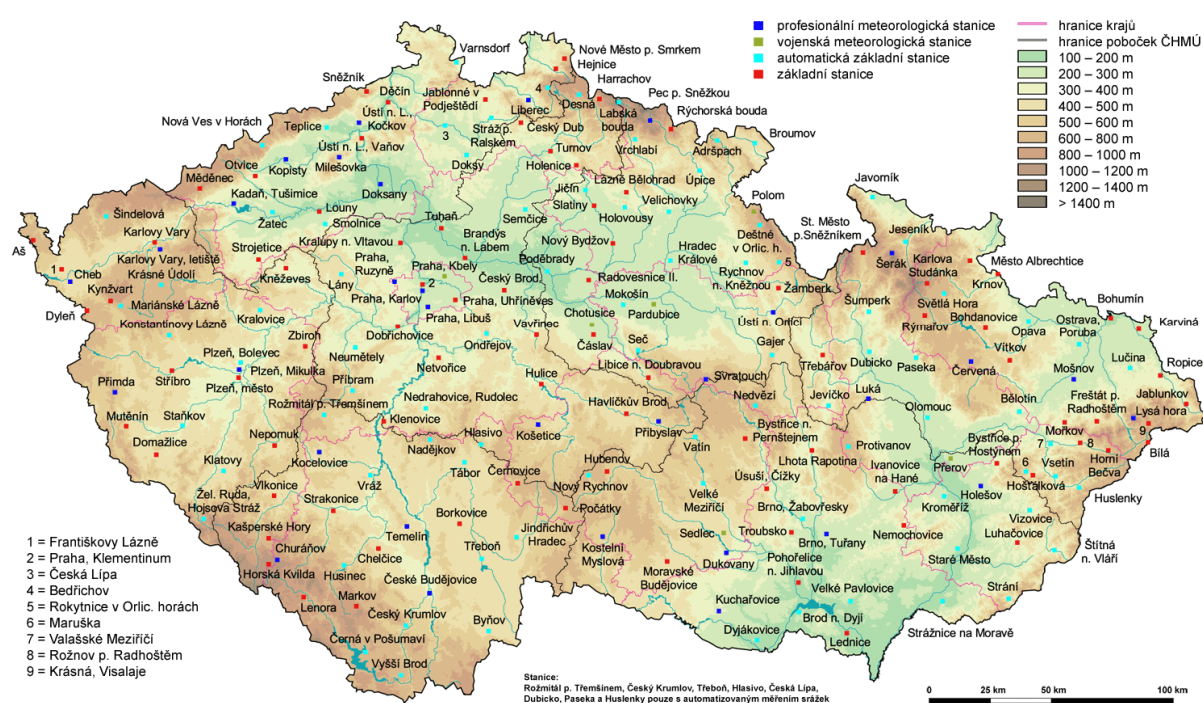 profesionální meteorologická stanice
vojenská meteorologická stanice
automatická základní stanice
základní stanice
hranice krajů
hranice poboček ČHMÚ
100 – 200 m
200 – 300 m
300 – 400 m
400 – 500 m
500 – 600 m
600 – 800 m
800 – 1000 m
1000 – 1200 m
1200 – 1400 m
> 1400 m
Varnsdorf
Nové Město p. Smrkem
Hejnice
Harrachov
Sněžník
Děčín
Jablonné v
Podještědí
Liberec
4
Desná
Labská
bouda
Pec p. Sněžkou
Rýchorská bouda
Nová Ves v Horách
Teplice
Ústí n. L.,
Kočkov
Ústí n. L., Vaňov
3
Stráž p.
Ralskem
Český Dub
Vrchlabí
Adršpach
Broumov
Otvice
Kopisty
Milešovka
Doksy
Turnov
Holenice
Lázně Bělohrad
Úpice
Měděnec
Kadaň, Tušimice
Doksany
Jičín
Slatiny
Holovousy
Velichovky
Polom
Javorník
Šindelová
Žatec
Louny
Smolnice
Tuhaň
Semčice
Deštné
v Orlic. h.
St. Město
p.Sněžníkem
Jeseník
Aš
Karlovy Vary
Karlovy Vary, letiště
Krásné Údolí
Strojetice
Kněževes
Kralupy n. Vltavou
Brandýs
n. Labem
Poděbrady
Nový Bydžov
Hradec
Králové
Rychnov
n. Kněžnou
5
Šerák
Karlova
Studánka
Město Albrechtice
Krnov
1
Cheb
Kynžvart
Mariánské Lázně
Praha,
Ruzyně
Lány
Praha, Kbely
2
Praha, Karlov
Praha, Uhříněves
Český Brod
Radovesnice II.
Mokošín
Pardubice
Žamberk
Světlá Hora
Bohdanovice
Bohumín
Dyleň
Konstantinovy Lázně
Kralovice
Praha, Libuš
Chotusice
Ústí n. Orlicí
Šumperk
Rýmařov
Opava
Ostrava,
Poruba
Karviná
Zbiroh
Dobřichovice
Neumětely
Ondřejov
Vavřinec
Čáslav
Seč
Gajer
Dubicko
Paseka
Vítkov
Lučina
Plzeň, Bolevec
Plzeň, Mikulka
Plzeň, město
Stříbro
Příbram
Netvořice
Hulice
Libice n. Doubravou
Svratouch
Třebářov
Červená
Mošnov
Ropice
Přimda
Rožmitál p. Třemšínem
Nedrahovice, Rudolec
Havlíčkův Brod
Nedvězí
Jevíčko
Luká
Bělotín
Freštát p.
Radhoštěm
Jablunkov
Lysá hora
Mutěnín
Staňkov
Klenovice
Košetice
Přibyslav
Bystřice n.
Pernštejnem
Olomouc
Mořkov
9
Domažlice
Nepomuk
Nadějkov
Hlasivo
Vatín
Protivanov
Bystřice p.
Hostýnem
7
8
Bílá
Klatovy
Kocelovice
Tábor
Černovice
Hubenov
Lhota Rapotina
Ivanovice
na Hané
Přerov
Vsetín
Horní
Bečva
6
Vlkonice
Vráž
Nový Rychnov
Velké
Meziříčí
Úsuší, Čížky
Holešov
Hošťálková
Huslenky
Žel. Ruda,
Hojsova Stráž
Strakonice
Počátky
Brno, Žabovřesky
Kroměříž
Vizovice
Kašperské Hory
Temelín
Borkovice
Jindřichův
Hradec
Sedlec
Troubsko
Brno, Tuřany
Nemochovice
Luhačovice
Churáňov
Chelčice
Třeboň
Kostelní
Myslová
Dukovany
Pohořelice
n. Jihlavou
Staré Město
Štítná
n. Vláří
Horská Kvilda
Husinec
České Budějovice
Moravské
Budějovice
Velké Pavlovice
Lenora
Markov
Český Krumlov
Kuchařovice
Brod n. Dyjí
Strání
Byňov
Dyjákovice
Lednice
Strážnice na Moravě
Černá v Pošumaví
Vyšší Brod
1 = Františkovy Lázně
2 = Praha, Klementinum
3 = Česká Lípa
4 = Bedřichov
5 = Rokytnice v Orlic. horách
6 = Maruška
7 = Valašské Meziříčí
8 = Rožnov p. Radhoštěm
9 = Krásná, Visalaje
Stanice:
Rožmitál p. Třemšínem, Český Krumlov, Třeboň, Hlasivo, Česká Lípa,
Dubicko, Paseka a Huslenky pouze s automatizovaným měřením srážek
0 25 km 50 km 100 km